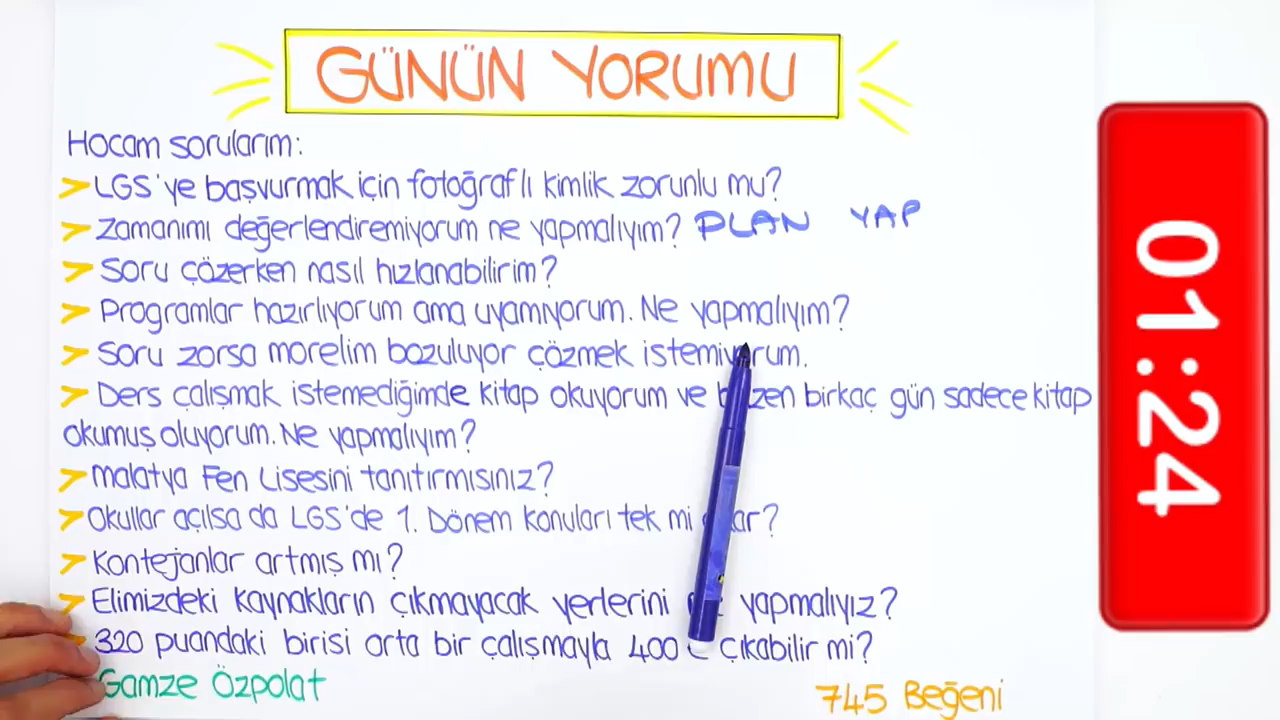 GÜNÜN YORUMU
Hocam sorularım:
➤ LGS'ye başvurmak için fotoğraflı kimlik zorunlu mu?
➤ Zamanımı değerlendiremiyorum ne yapmalıyım? PLAN YAP
➤ Soru çözerken nasıl hızlanabilirim?
➤ Programlar hazırlıyorum ama uyamıyorum. Ne yapmalıyım?
➤ Soru zorsa morelim bozuluyor çözmek istemiyorum.
➤ Ders çalışmak istemediğimde kitap okuyorum ve bazen birkaç gün sadece kitap
okumuş oluyorum. Ne yapmalıyım?
➤ Malatya Fen Lisesini tanıtırmısınız?
➤ Okullar açılsa da LGS'de 1. Dönem konuları tek mi
➤ Kontejanlar artmış mı?
➤ Elimizdeki kaynakların çıkmayacak yerlerini yapmalıyız?
➤ 320 puandaki birisi orta bir çalışmayla 400 çıkabilir mi?
Gamze Özpolat
745 Beğeni
01:24